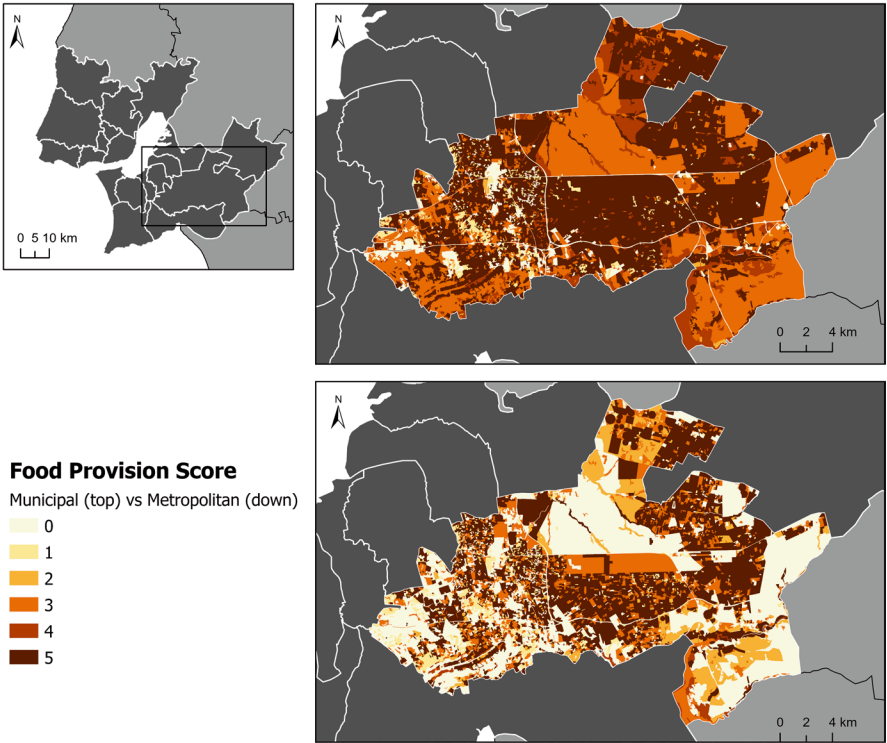 N
0 5 10 km
N
0 2 4 km
Food Provision Score
Municipal (top) vs Metropolitan (down)
0
1
2
3
4
5
N
0 2 4 km